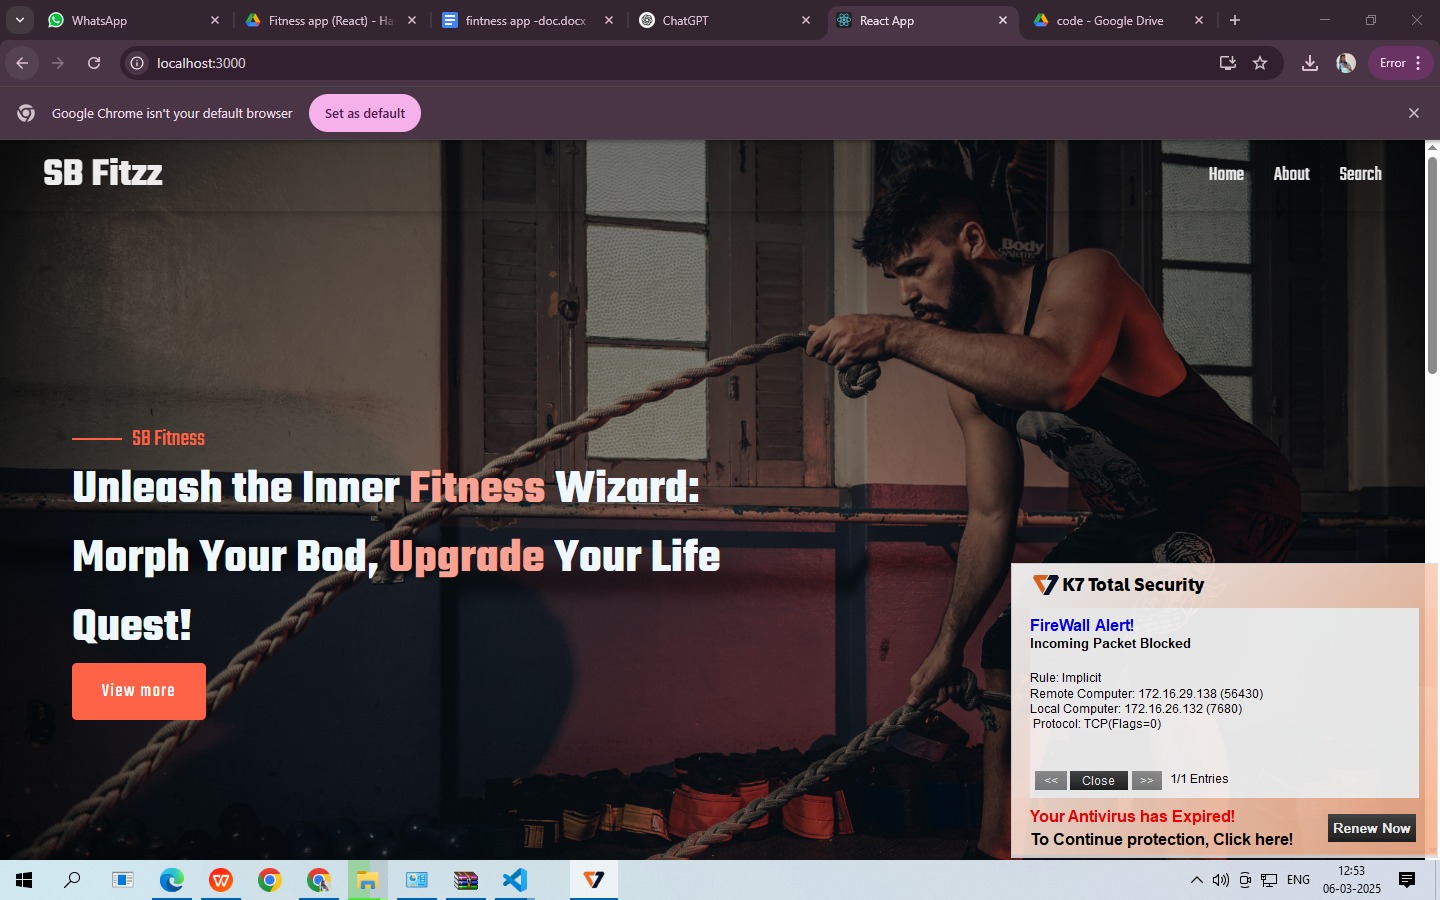 WhatsApp
Fitness app (React) - Ha
fintness app -doc.docx
ChatGPT
React App
code - Google Drive
localhost:3000
Error
Google Chrome isn't your default browser
Set as default
SB Fitzz
Home
About
Search
Body
SB Fitness
Unleash the Inner Fitness Wizard:
Morph Your Bod, Upgrade Your Life
Quest!
View more
K7 Total Security
FireWall Alert!
Incoming Packet Blocked
Rule: Implicit
Remote Computer: 172.16.29.138 (56430)
Local Computer: 172.16.26.132 (7680)
Protocol: TCP(Flags=0)
<<
Close
>>
1/1 Entries
Your Antivirus has Expired!
To Continue protection, Click here!
Renew Now
ENG
12:53
06-03-2025